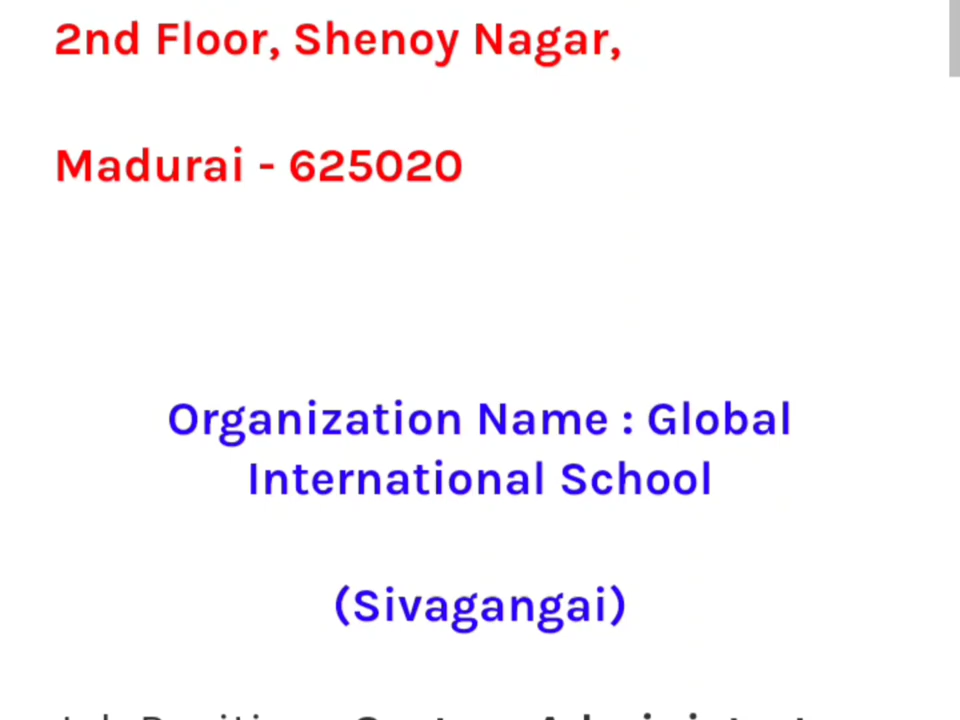 2nd Floor, Shenoy Nagar,
Madurai - 625020
Organization Name : Global
International School
(Sivagangai)